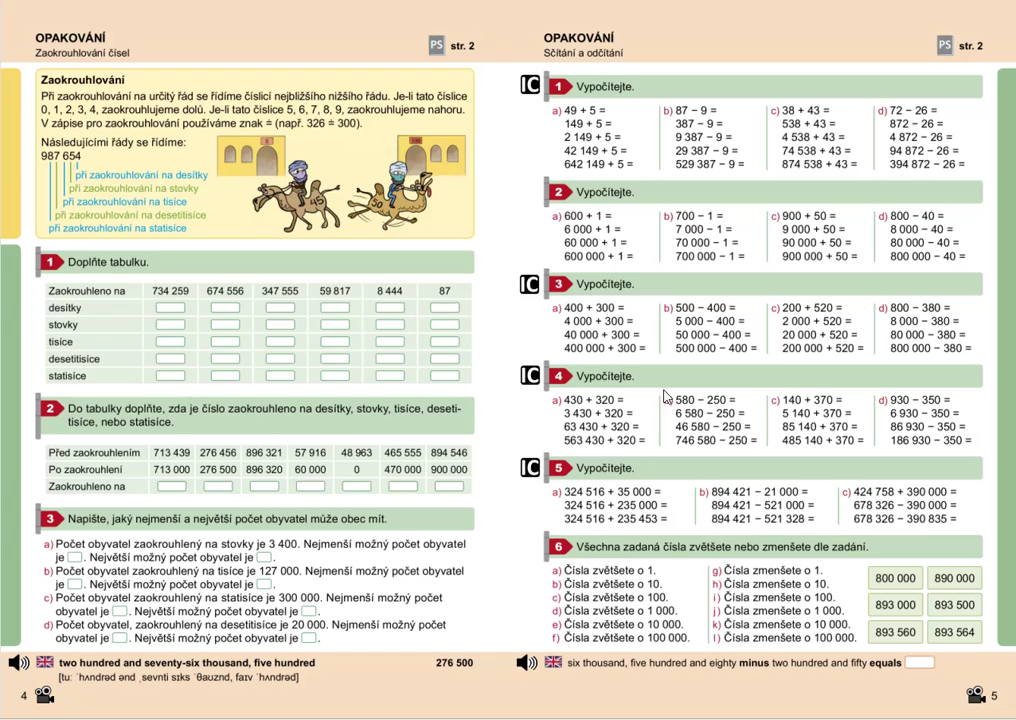 OPAKOVÁNÍ
Zaokrouhlování čísel
PS str. 2
Zaokrouhlování
Při zaokrouhlování na určitý řád se řídíme číslicí nejbližšího nižšího řádu. Je-li tato číslice
0, 1, 2, 3, 4, zaokrouhlujeme dolů. Je-li tato číslice 5, 6, 7, 8, 9, zaokrouhlujeme nahoru.
V zápise pro zaokrouhlování používáme znak ≐ (např. 326 ≐ 300).
Následujícími řády se řídíme:
987 654
při zaokrouhlování na desítky
při zaokrouhlování na stovky
při zaokrouhlování na tisíce
při zaokrouhlování na desetitisíce
při zaokrouhlování na statisíce
45
50
1 Doplňte tabulku.
Zaokrouhleno na 734 259 674 556 347 555 59 817 8 444 87
desítky
stovky
tisíce
desetitisíce
statisíce
2 Do tabulky doplňte, zda je číslo zaokrouhleno na desítky, stovky, tisíce, deseti-
tisíce, nebo statisíce.
Před zaokrouhlením 713 439 276 456 896 321 57 916 48 963 465 555 894 546
Po zaokrouhlení 713 000 276 500 896 320 60 000 0 470 000 900 000
Zaokrouhleno na
3 Napište, jaký nejmenší a největší počet obyvatel může obec mít.
a) Počet obyvatel zaokrouhlený na stovky je 3 400. Nejmenší možný počet obyvatel
je . Největší možný počet obyvatel je .
b) Počet obyvatel zaokrouhlený na tisíce je 127 000. Nejmenší možný počet obyvatel
je . Největší možný počet obyvatel je .
c) Počet obyvatel zaokrouhlený na statisíce je 300 000. Nejmenší možný počet
obyvatel je . Největší možný počet obyvatel je .
d) Počet obyvatel, zaokrouhlený na desetitisíce je 20 000. Nejmenší možný počet
obyvatel je . Největší možný počet obyvatel je .
two hundred and seventy-six thousand, five hundred 276 500
[tuː ˈhʌndrəd ənd ˌsevnti sɪks ˈθaʊznd, faɪv ˈhʌndrəd]
4
OPAKOVÁNÍ
Sčítání a odčítání
PS str. 2
IC 1 Vypočítejte.
a) 49 + 5 = b) 87 − 9 = c) 38 + 43 = d) 72 − 26 =
149 + 5 = 387 − 9 = 538 + 43 = 872 − 26 =
2 149 + 5 = 9 387 − 9 = 4 538 + 43 = 4 872 − 26 =
42 149 + 5 = 29 387 − 9 = 74 538 + 43 = 94 872 − 26 =
642 149 + 5 = 529 387 − 9 = 874 538 + 43 = 394 872 − 26 =
2 Vypočítejte.
a) 600 + 1 = b) 700 − 1 = c) 900 + 50 = d) 800 − 40 =
6 000 + 1 = 7 000 − 1 = 9 000 + 50 = 8 000 − 40 =
60 000 + 1 = 70 000 − 1 = 90 000 + 50 = 80 000 − 40 =
600 000 + 1 = 700 000 − 1 = 900 000 + 50 = 800 000 − 40 =
IC 3 Vypočítejte.
a) 400 + 300 = b) 500 − 400 = c) 200 + 520 = d) 800 − 380 =
4 000 + 300 = 5 000 − 400 = 2 000 + 520 = 8 000 − 380 =
40 000 + 300 = 50 000 − 400 = 20 000 + 520 = 80 000 − 380 =
400 000 + 300 = 500 000 − 400 = 200 000 + 520 = 800 000 − 380 =
IC 4 Vypočítejte.
a) 430 + 320 = 580 − 250 = c) 140 + 370 = d) 930 − 350 =
3 430 + 320 = 6 580 − 250 = 5 140 + 370 = 6 930 − 350 =
63 430 + 320 = 46 580 − 250 = 85 140 + 370 = 86 930 − 350 =
563 430 + 320 = 746 580 − 250 = 485 140 + 370 = 186 930 − 350 =
IC 5 Vypočítejte.
a) 324 516 + 35 000 = b) 894 421 − 21 000 = c) 424 758 + 390 000 =
324 516 + 235 000 = 894 421 − 521 000 = 678 326 − 390 000 =
324 516 + 235 453 = 894 421 − 521 328 = 678 326 − 390 835 =
6 Všechna zadaná čísla zvětšete nebo zmenšete dle zadání.
a) Čísla zvětšete o 1. g) Čísla zmenšete o 1.
b) Čísla zvětšete o 10. h) Čísla zmenšete o 10.
c) Čísla zvětšete o 100. i) Čísla zmenšete o 100.
d) Čísla zvětšete o 1 000. j) Čísla zmenšete o 1 000.
e) Čísla zvětšete o 10 000. k) Čísla zmenšete o 10 000.
f) Čísla zvětšete o 100 000. l) Čísla zmenšete o 100 000.
800 000 890 000
893 000 893 500
893 560 893 564
six thousand, five hundred and eighty minus two hundred and fifty equals
5